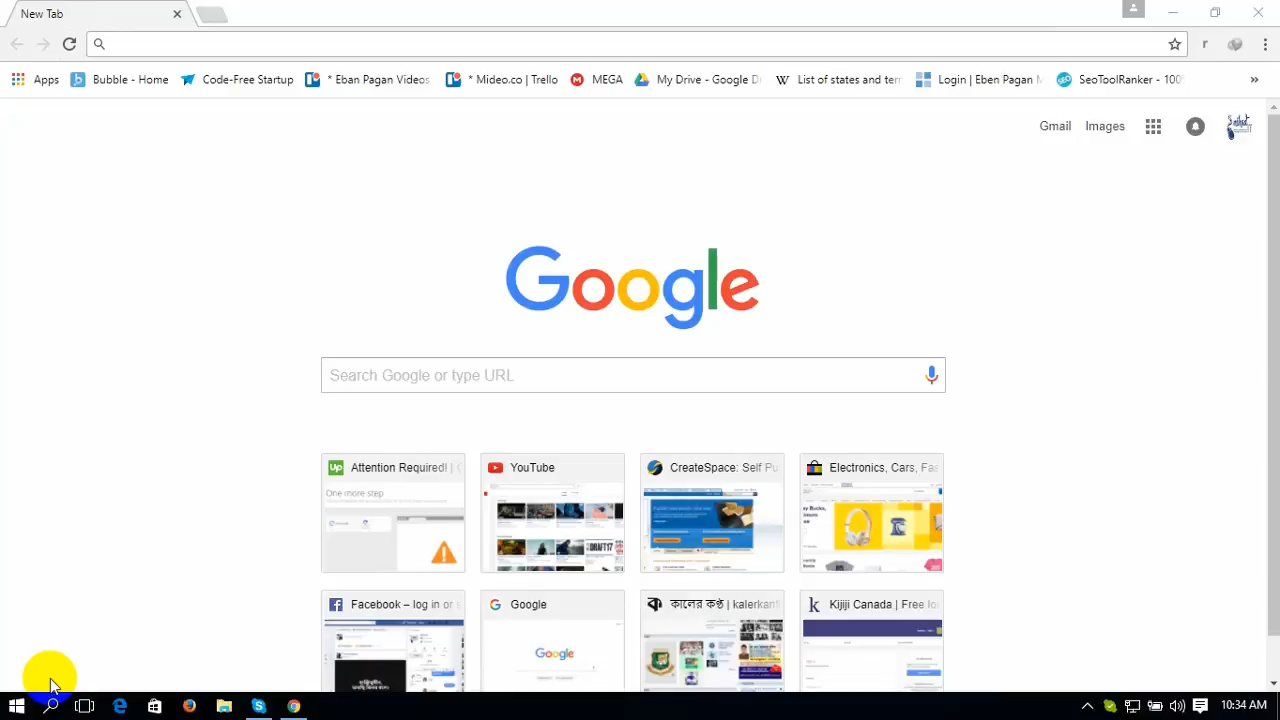 New Tab
Apps
Bubble - Home
Code-Free Startup
* Eban Pagan Videos
* Mideo.co | Trello
MEGA
My Drive - Google D
List of states and terr
Login | Eben Pagan M
SeoToolRanker - 100%
»
Gmail
Images
Google
Search Google or type URL
Attention Required! | C
YouTube
CreateSpace: Self Pu
Electronics, Cars, Fas
One more step
Facebook – log in or
Google
কালের কণ্ঠ | kalerkant
Kijiji Canada | Free lo
Google
10:34 AM